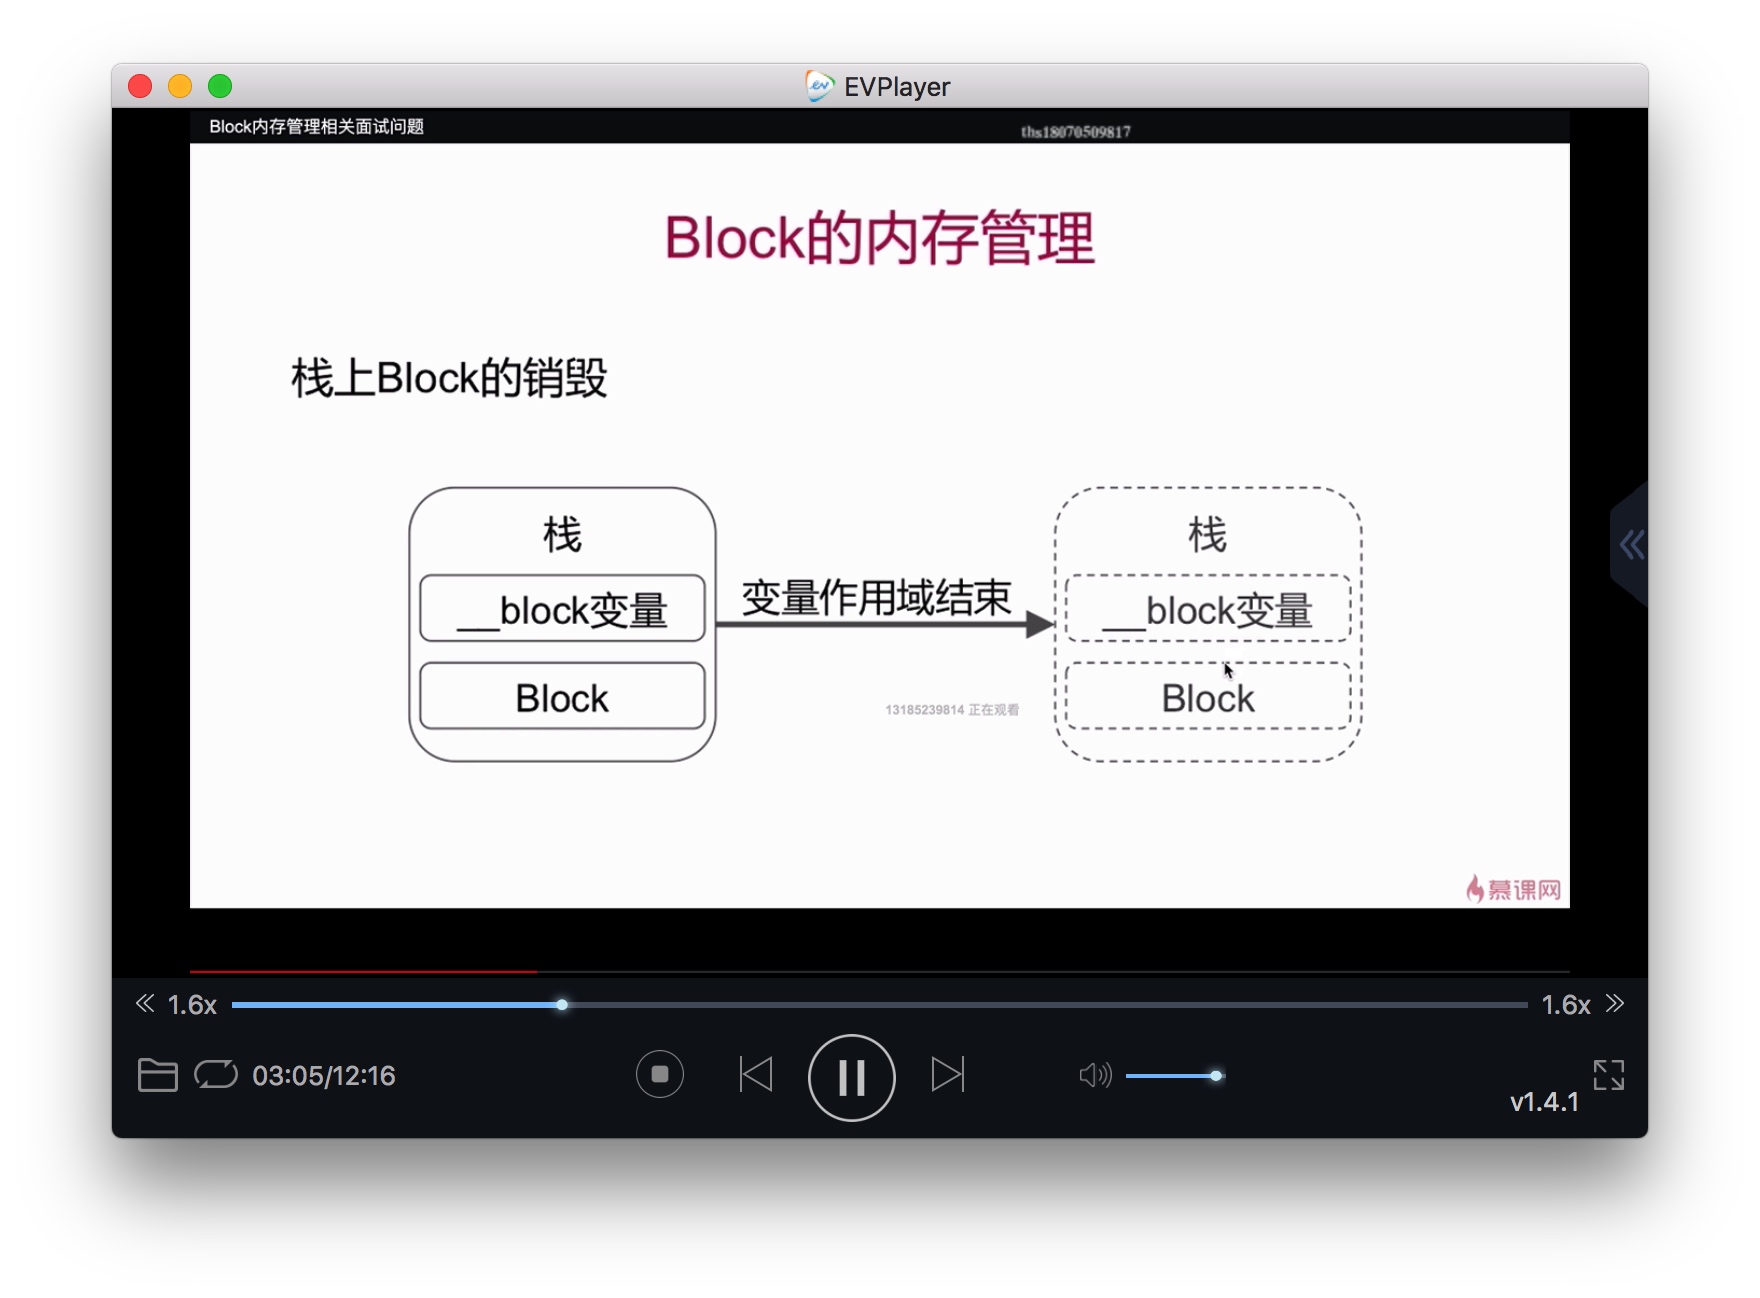 EVPlayer
Block内存管理相关面试问题
ths18070509817
Block的内存管理
栈上Block的销毁
栈
__block变量
Block
变量作用域结束
栈
__block变量
Block
13185239814 正在观看
慕课网
1.6x
1.6x
03:05/12:16
v1.4.1